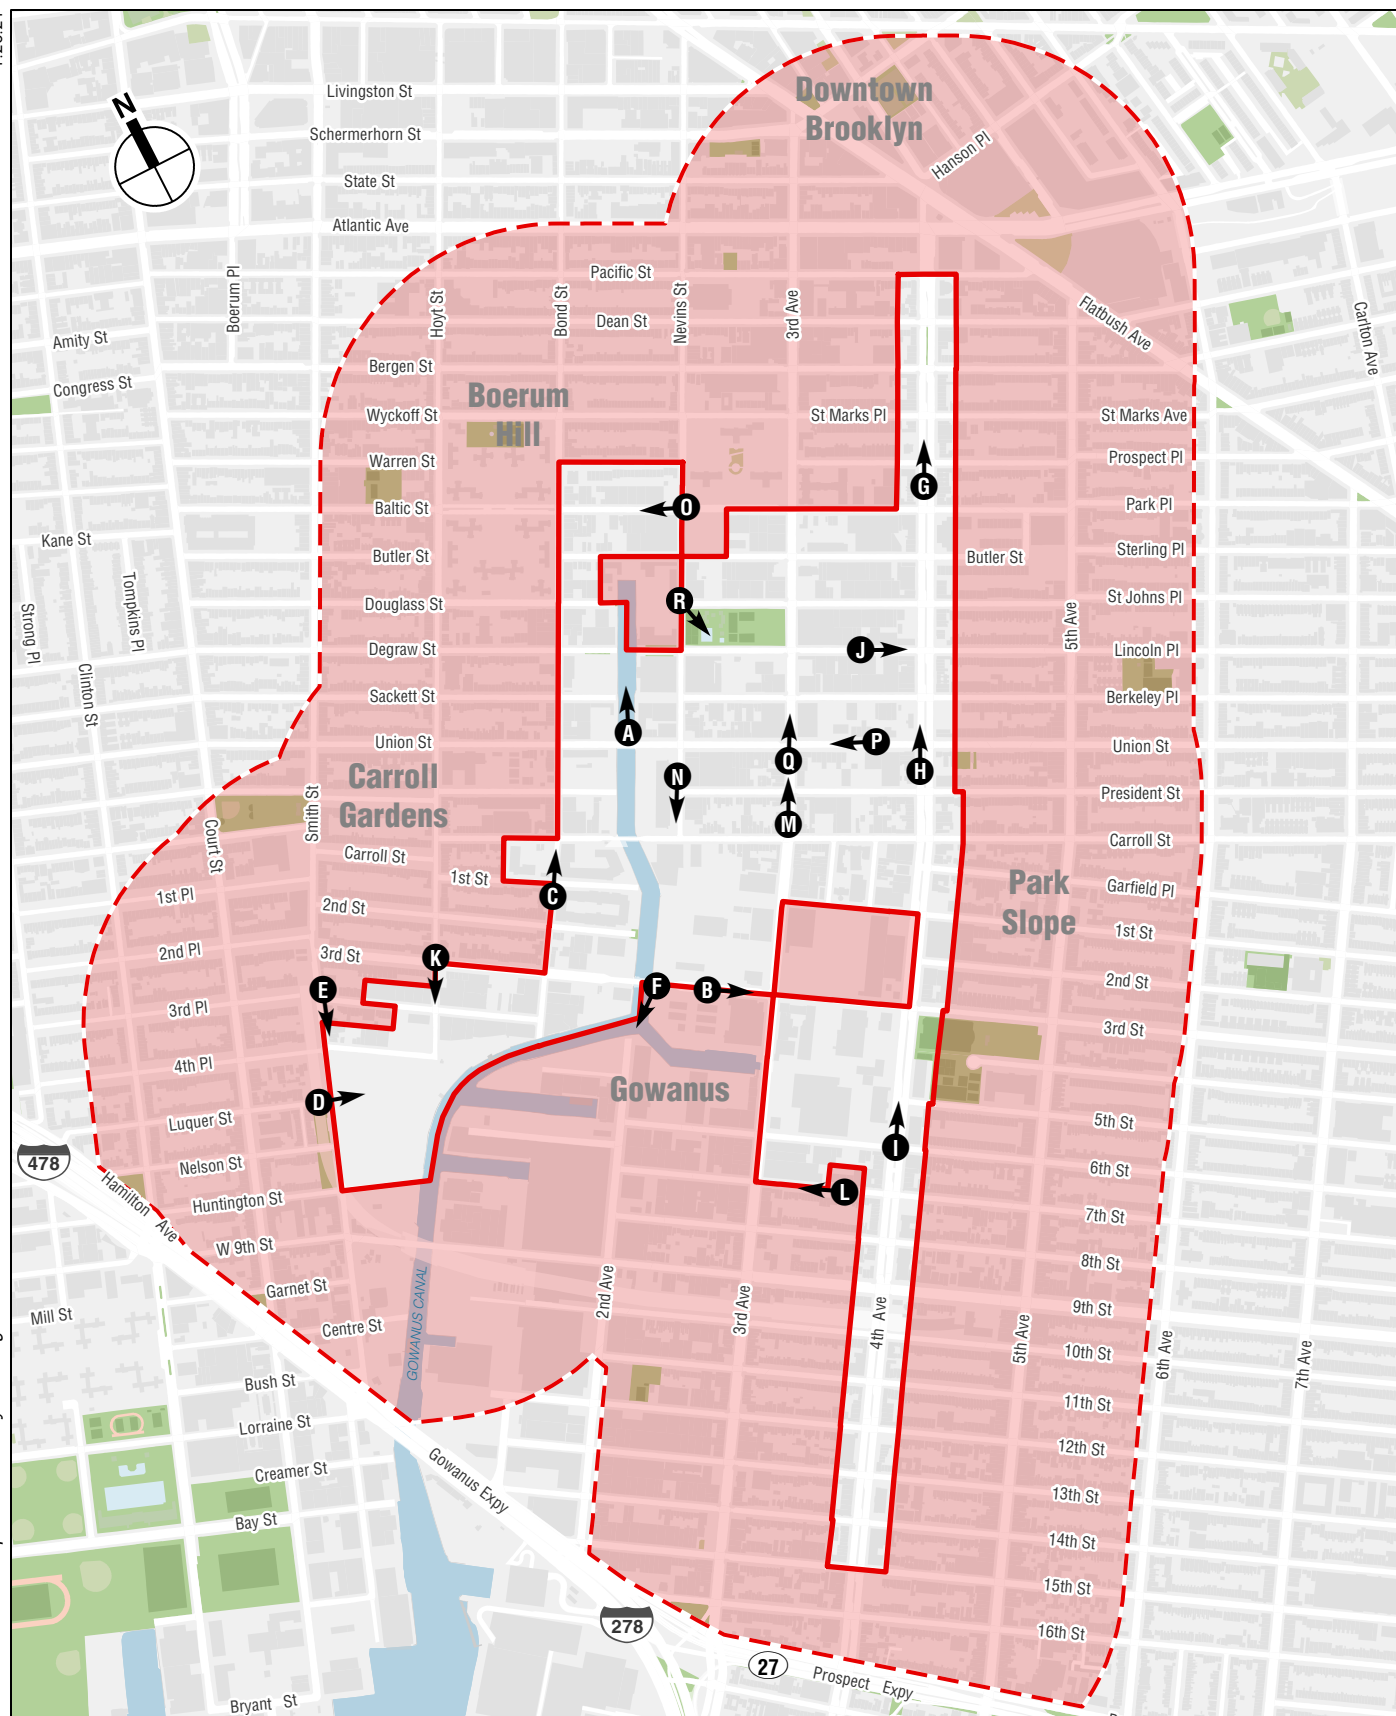 N
Livingston St
Schermerhorn St
State St
Atlantic Ave
Downtown
Brooklyn
Hanson Pl
Boerum Pl
Hoyt St
Bond St
Pacific St
Dean St
Nevins St
3rd Ave
Flatbush Ave
Carlton Ave
Amity St
Congress St
Bergen St
Wyckoff St
Boerum
Hill
St Marks Pl
St Marks Ave
Warren St
Prospect Pl
G
Baltic St
O
Park Pl
Kane St
Butler St
Butler St
Sterling Pl
Strong Pl
Tompkins Pl
Clinton St
Douglass St
R
St Johns Pl
5th Ave
Degraw St
J
Lincoln Pl
Sackett St
Berkeley Pl
A
Union St
P
Union St
Q
H
N
Carroll
Gardens
President St
Smith St
Court St
M
Carroll St
Carroll St
1st St
C
Park
Slope
Garfield Pl
1st Pl
2nd St
1st St
2nd Pl
3rd St
K
2nd St
E
F
B
3rd Pl
3rd St
4th Pl
D
Gowanus
Luquer St
I
5th St
478
Nelson St
6th St
Hamilton Ave
Huntington St
L
7th St
W 9th St
8th St
Garnet St
9th St
Mill St
Centre St
GOWANUS CANAL
2nd Ave
3rd Ave
4th Ave
5th Ave
6th Ave
7th Ave
10th St
Bush St
11th St
Lorraine St
12th St
Creamer St
Gowanus Expy
13th St
Bay St
14th St
15th St
278
16th St
27
Prospect Expy
Bryant St